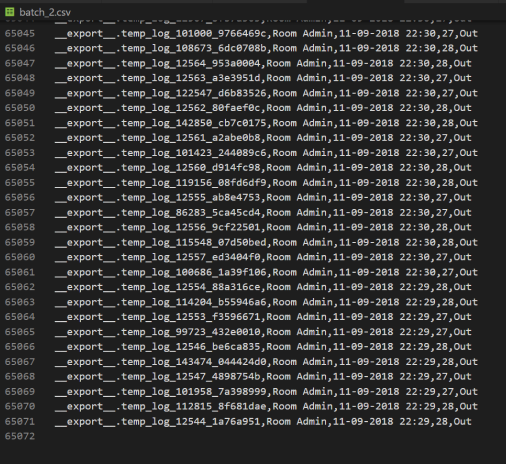 batch_2.csv
65045 __export__.temp_log_101000_9766469c,Room Admin,11-09-2018 22:30,27,Out
65046 __export__.temp_log_108673_6dc0708b,Room Admin,11-09-2018 22:30,28,Out
65047 __export__.temp_log_12564_953a0004,Room Admin,11-09-2018 22:30,28,Out
65048 __export__.temp_log_12563_a3e3951d,Room Admin,11-09-2018 22:30,27,Out
65049 __export__.temp_log_122547_d6b83526,Room Admin,11-09-2018 22:30,27,Out
65050 __export__.temp_log_12562_80faef0c,Room Admin,11-09-2018 22:30,28,Out
65051 __export__.temp_log_142850_cb7c0175,Room Admin,11-09-2018 22:30,28,Out
65052 __export__.temp_log_12561_a2abe0b8,Room Admin,11-09-2018 22:30,27,Out
65053 __export__.temp_log_101423_244089c6,Room Admin,11-09-2018 22:30,27,Out
65054 __export__.temp_log_12560_d914fc98,Room Admin,11-09-2018 22:30,28,Out
65055 __export__.temp_log_119156_08fd6df9,Room Admin,11-09-2018 22:30,28,Out
65056 __export__.temp_log_12555_ab8e4753,Room Admin,11-09-2018 22:30,27,Out
65057 __export__.temp_log_86283_5ca45cd4,Room Admin,11-09-2018 22:30,27,Out
65058 __export__.temp_log_12556_9cf22501,Room Admin,11-09-2018 22:30,28,Out
65059 __export__.temp_log_115548_07d50bed,Room Admin,11-09-2018 22:30,28,Out
65060 __export__.temp_log_12557_ed3404f0,Room Admin,11-09-2018 22:30,27,Out
65061 __export__.temp_log_100686_1a39f106,Room Admin,11-09-2018 22:30,27,Out
65062 __export__.temp_log_12554_88a316ce,Room Admin,11-09-2018 22:29,28,Out
65063 __export__.temp_log_114204_b55946a6,Room Admin,11-09-2018 22:29,28,Out
65064 __export__.temp_log_12553_f3596671,Room Admin,11-09-2018 22:29,27,Out
65065 __export__.temp_log_99723_432e0010,Room Admin,11-09-2018 22:29,27,Out
65066 __export__.temp_log_12546_be6ca835,Room Admin,11-09-2018 22:29,28,Out
65067 __export__.temp_log_143474_044424d0,Room Admin,11-09-2018 22:29,28,Out
65068 __export__.temp_log_12547_4898754b,Room Admin,11-09-2018 22:29,27,Out
65069 __export__.temp_log_101958_7a398999,Room Admin,11-09-2018 22:29,27,Out
65070 __export__.temp_log_112815_8f681dae,Room Admin,11-09-2018 22:29,28,Out
65071 __export__.temp_log_12544_1a76a951,Room Admin,11-09-2018 22:29,28,Out
65072